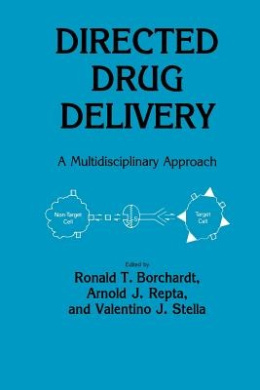 DIRECTED
DRUG
DELIVERY
A Multidisciplinary Approach
Non-Target
Cell
Target
Cell
Edited by
Ronald T. Borchardt,
Arnold J. Repta,
and Valentino J. Stella